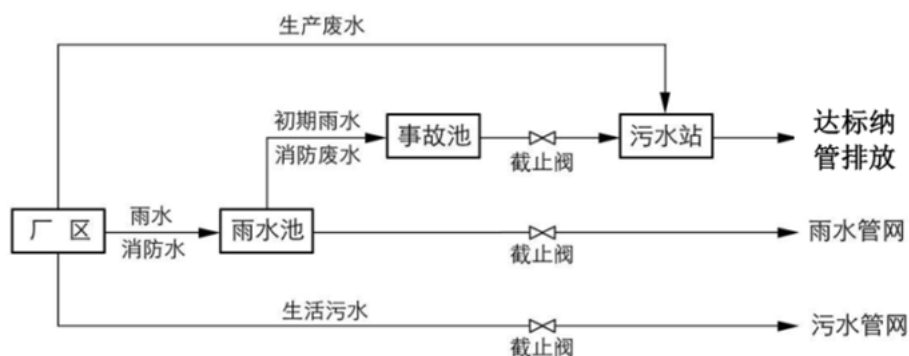 生产废水
初期雨水
消防废水
事故池
截止阀
污水站
达标纳
管排放
厂 区
雨水
消防水
雨水池
截止阀
雨水管网
生活污水
截止阀
污水管网